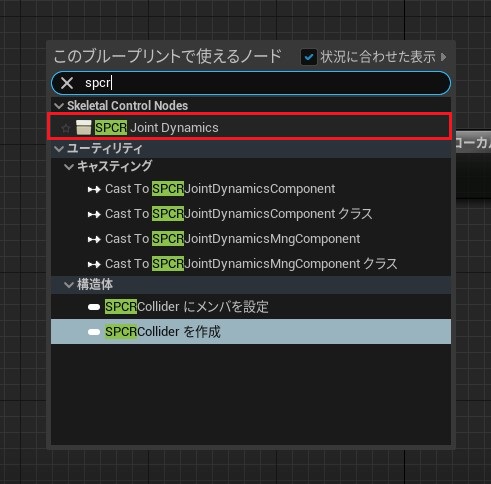 このブループリントで使えるノード 状況に合わせた表示
spcr
Skeletal Control Nodes
SPCR Joint Dynamics
ユーティリティ
キャスティング
Cast To SPCRJointDynamicsComponent
Cast To SPCRJointDynamicsComponent クラス
Cast To SPCRJointDynamicsMngComponent
Cast To SPCRJointDynamicsMngComponent クラス
構造体
SPCRCollider にメンバを設定
SPCRCollider を作成
ローカル